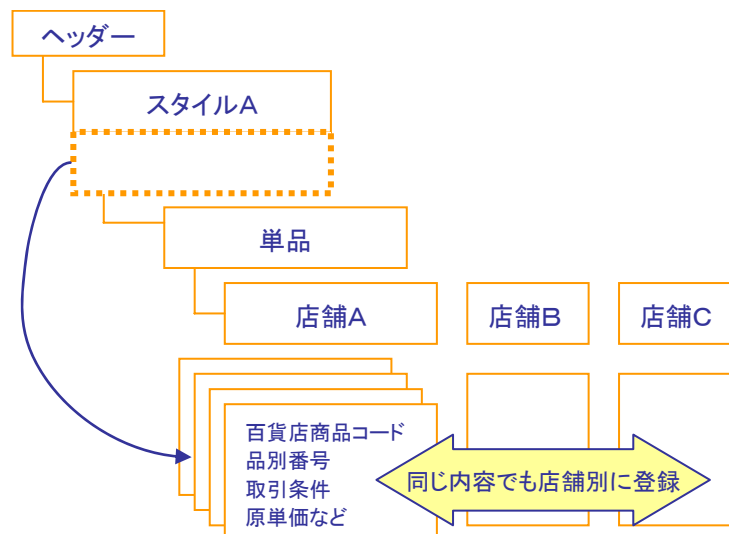 ヘッダー
スタイルA
単品
店舗A
店舗B
店舗C
百貨店商品コード
品別番号
取引条件
原単価など
同じ内容でも店舗別に登録